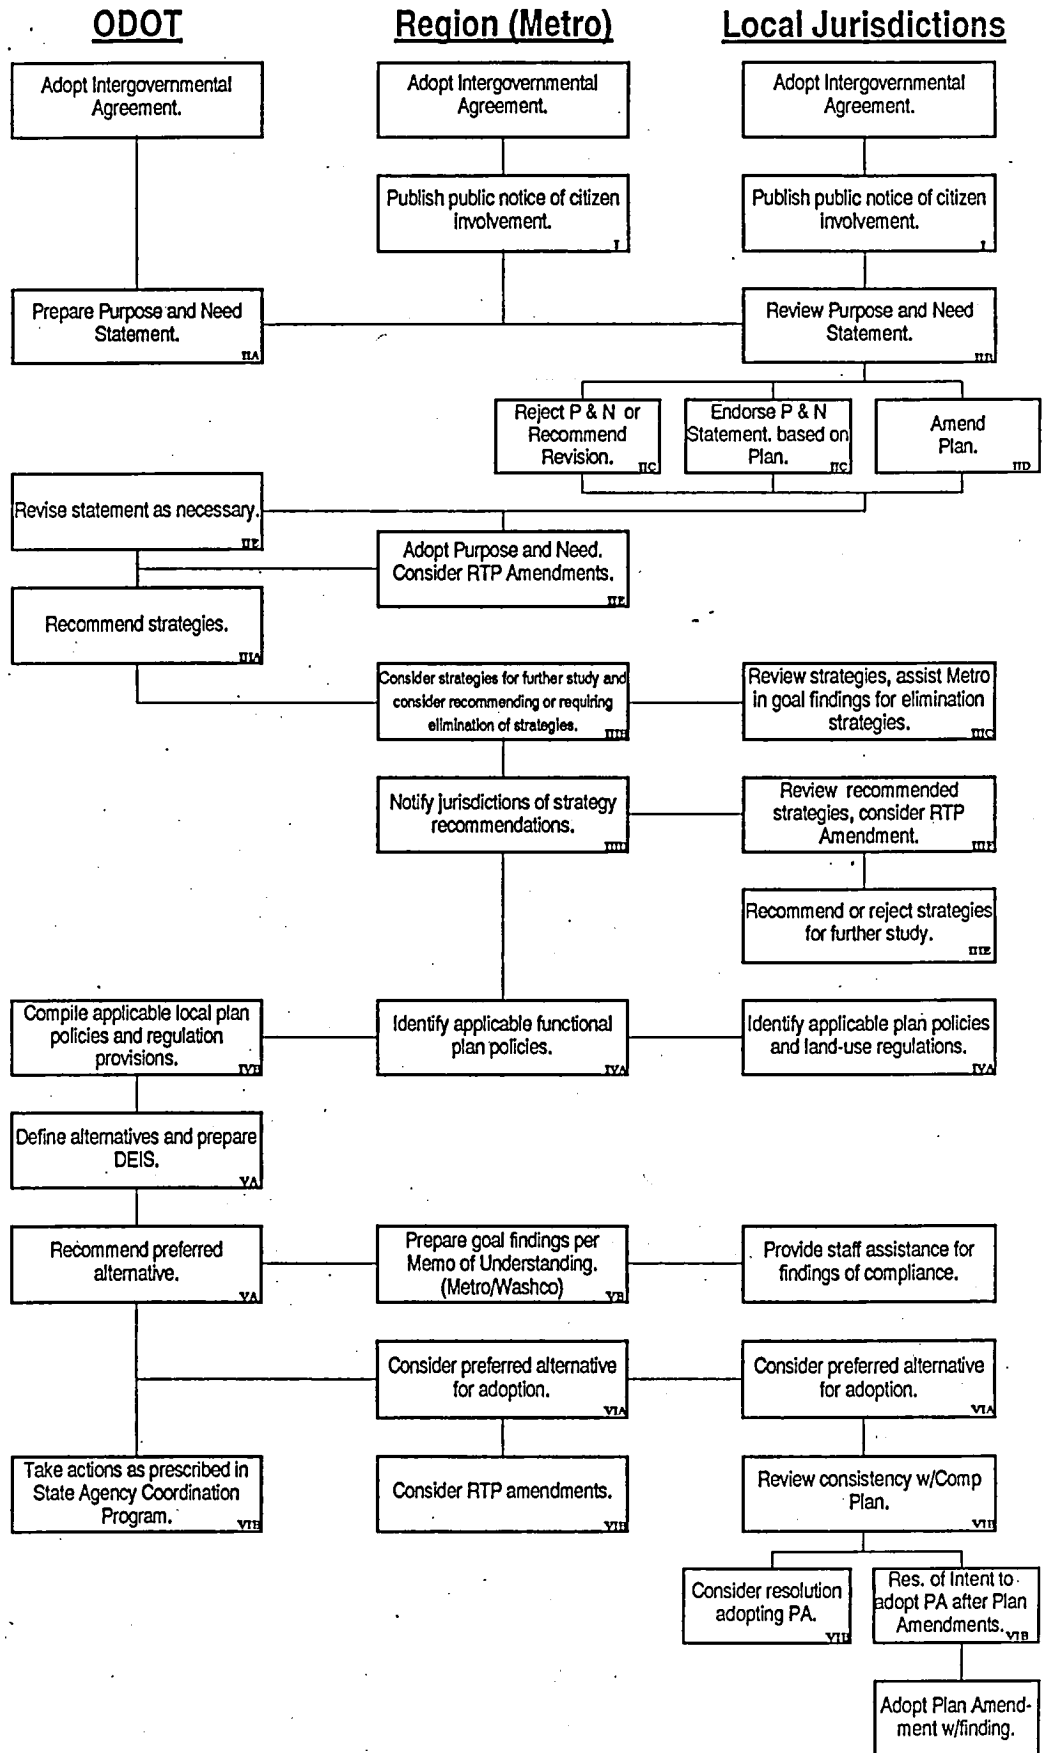 ODOT
Region (Metro)
Local Jurisdictions
Adopt Intergovernmental
Agreement.
Adopt Intergovernmental
Agreement.
Adopt Intergovernmental
Agreement.
Publish public notice of citizen
involvement.
I
Publish public notice of citizen
involvement.
I
Prepare Purpose and Need
Statement.
IIA
Review Purpose and Need
Statement.
IIB
Reject P & N or
Recommend
Revision.
IIC
Endorse P & N
Statement. based on
Plan.
IIC
Amend
Plan.
IID
Revise statement as necessary.
IIE
Adopt Purpose and Need.
Consider RTP Amendments.
IIE
Recommend strategies.
IIIA
Consider strategies for further study and
consider recommending or requiring
elimination of strategies.
IIIB
Review strategies, assist Metro
in goal findings for elimination
strategies.
IIIC
Notify jurisdictions of strategy
recommendations.
IIID
Review recommended
strategies, consider RTP
Amendment.
Recommend or reject strategies
for further study.
IIIE
Compile applicable local plan
policies and regulation
provisions.
IVB
Identify applicable functional
plan policies.
IVA
Identify applicable plan policies
and land-use regulations.
IVA
Define alternatives and prepare
DEIS.
VA
Recommend preferred
alternative.
VA
Prepare goal findings per
Memo of Understanding.
(Metro/Washco)
VB
Provide staff assistance for
findings of compliance.
Consider preferred alternative
for adoption.
VIA
Consider preferred alternative
for adoption.
VIA
Take actions as prescribed in
State Agency Coordination
Program.
VIB
Consider RTP amendments.
VIB
Review consistency w/Comp
Plan.
VIB
Consider resolution
adopting PA.
VIB
Res. of Intent to
adopt PA after Plan
Amendments.
VIB
Adopt Plan Amend-
ment w/finding.